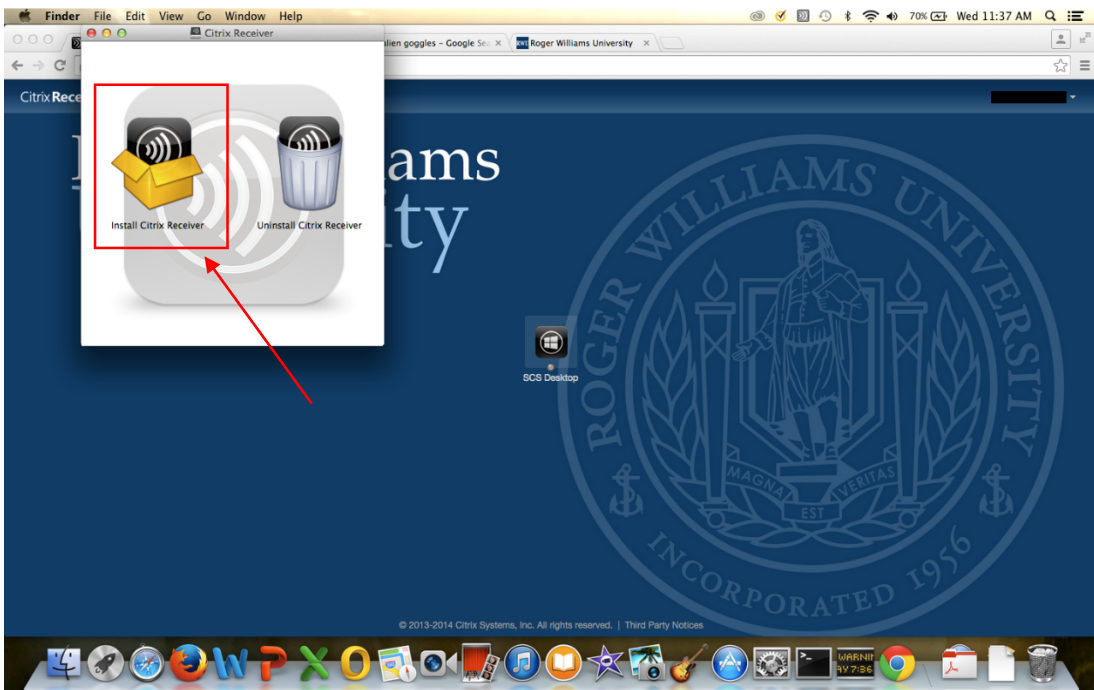 Finder File Edit View Go Window Help
70% Wed 11:37 AM
Citrix Receiver
alien goggles – Google Se
RWU Roger Williams University
Citrix Rece
ams
ity
Install Citrix Receiver
Uninstall Citrix Receiver
SCS Desktop
ROGER WILLIAMS UNIVERSITY
MAGNA EST VERITAS
INCORPORATED 1956
© 2013-2014 Citrix Systems, Inc. All rights reserved. | Third Party Notices
WARNI